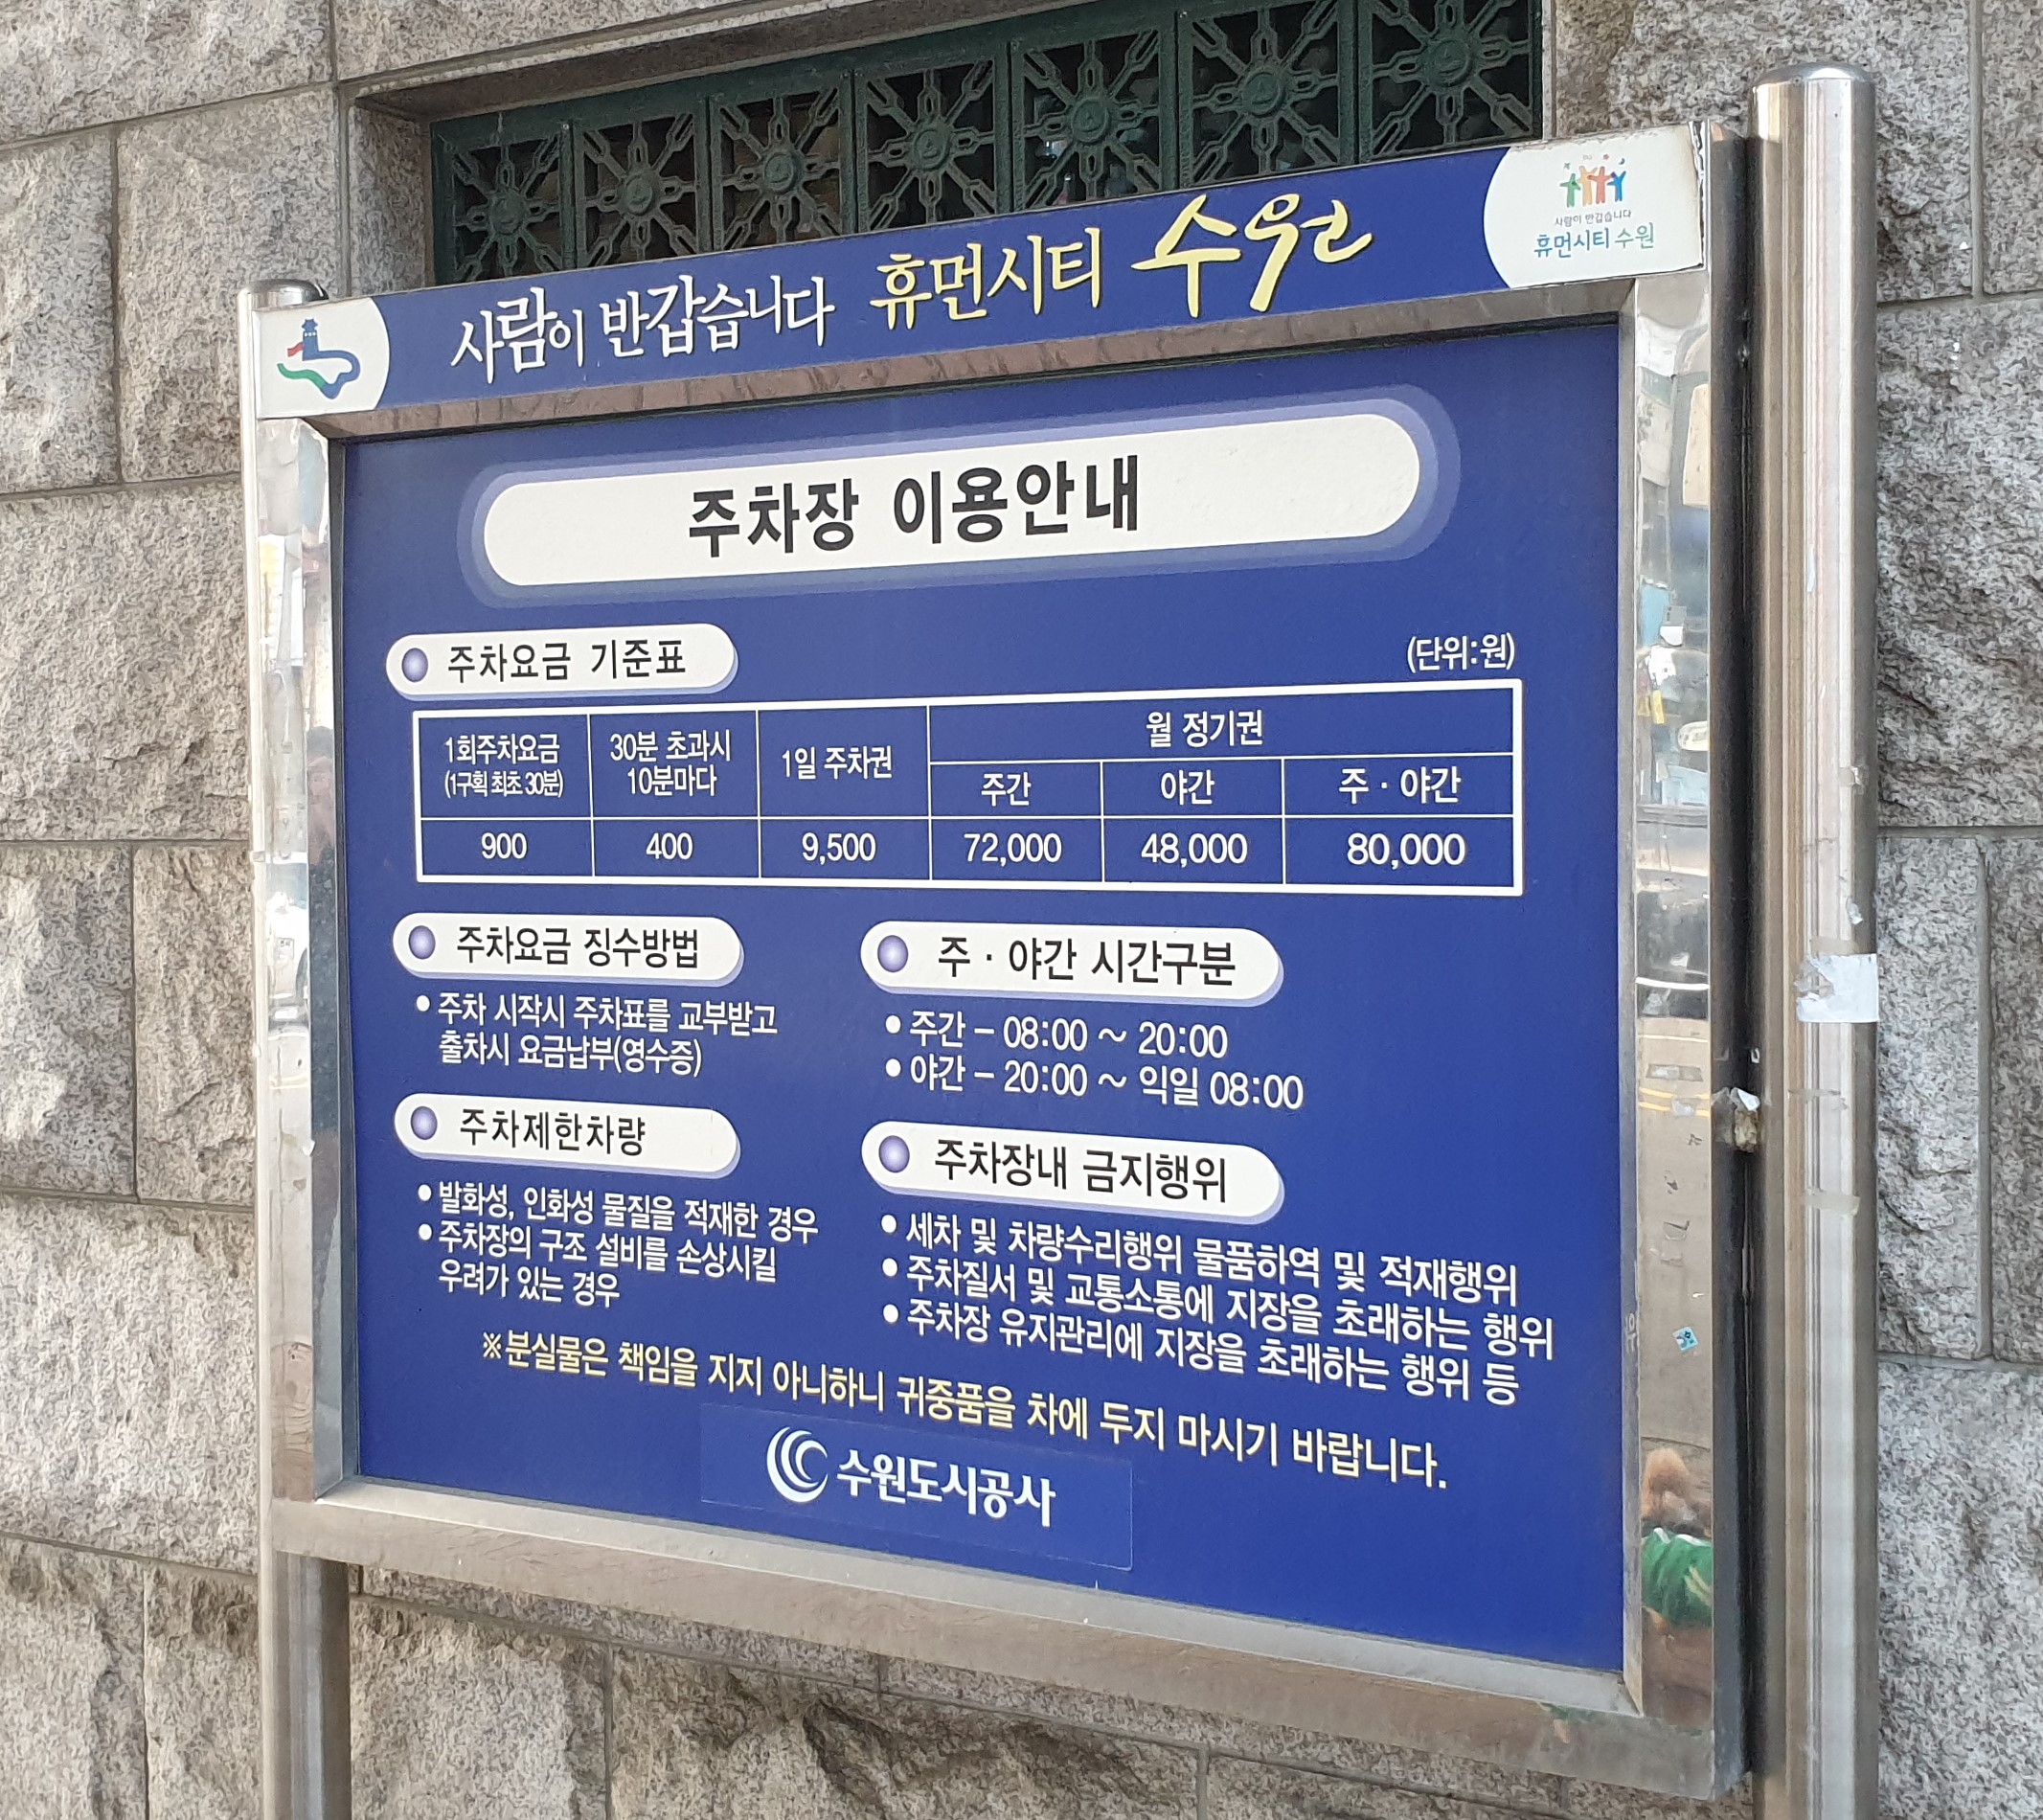 사람이 반갑습니다 휴먼시티 수원
사람이 반갑습니다
휴먼시티 수원
주차장 이용안내
주차요금 기준표
(단위:원)
1회주차요금
(1구획 최초 30분)
30분 초과시
10분마다
1일 주차권
월 정기권
주간
야간
주·야간
900
400
9,500
72,000
48,000
80,000
주차요금 징수방법
• 주차 시작시 주차표를 교부받고
출차시 요금납부(영수증)
주·야간 시간구분
• 주간 – 08:00 ~ 20:00
• 야간 – 20:00 ~ 익일 08:00
주차제한차량
• 발화성, 인화성 물질을 적재한 경우
• 주차장의 구조 설비를 손상시킬
우려가 있는 경우
주차장내 금지행위
• 세차 및 차량수리행위 물품하역 및 적재행위
• 주차질서 및 교통소통에 지장을 초래하는 행위
• 주차장 유지관리에 지장을 초래하는 행위 등
※분실물은 책임을 지지 아니하니 귀중품을 차에 두지 마시기 바랍니다.
수원도시공사